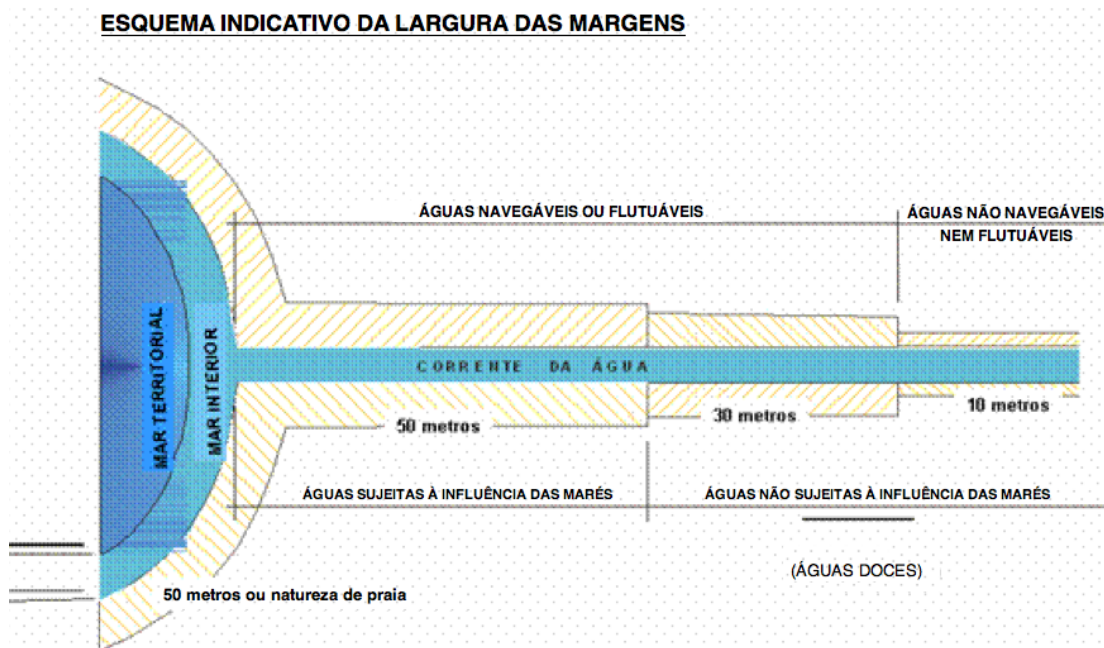 ESQUEMA INDICATIVO DA LARGURA DAS MARGENS
ÁGUAS NAVEGÁVEIS OU FLUTUÁVEIS
ÁGUAS NÃO NAVEGÁVEIS
NEM FLUTUÁVEIS
MAR TERRITORIAL
MAR INTERIOR
CORRENTE DA ÁGUA
50 metros
30 metros
10 metros
ÁGUAS SUJEITAS À INFLUÊNCIA DAS MARÉS
ÁGUAS NÃO SUJEITAS À INFLUÊNCIA DAS MARÉS
(ÁGUAS DOCES)
50 metros ou natureza de praia